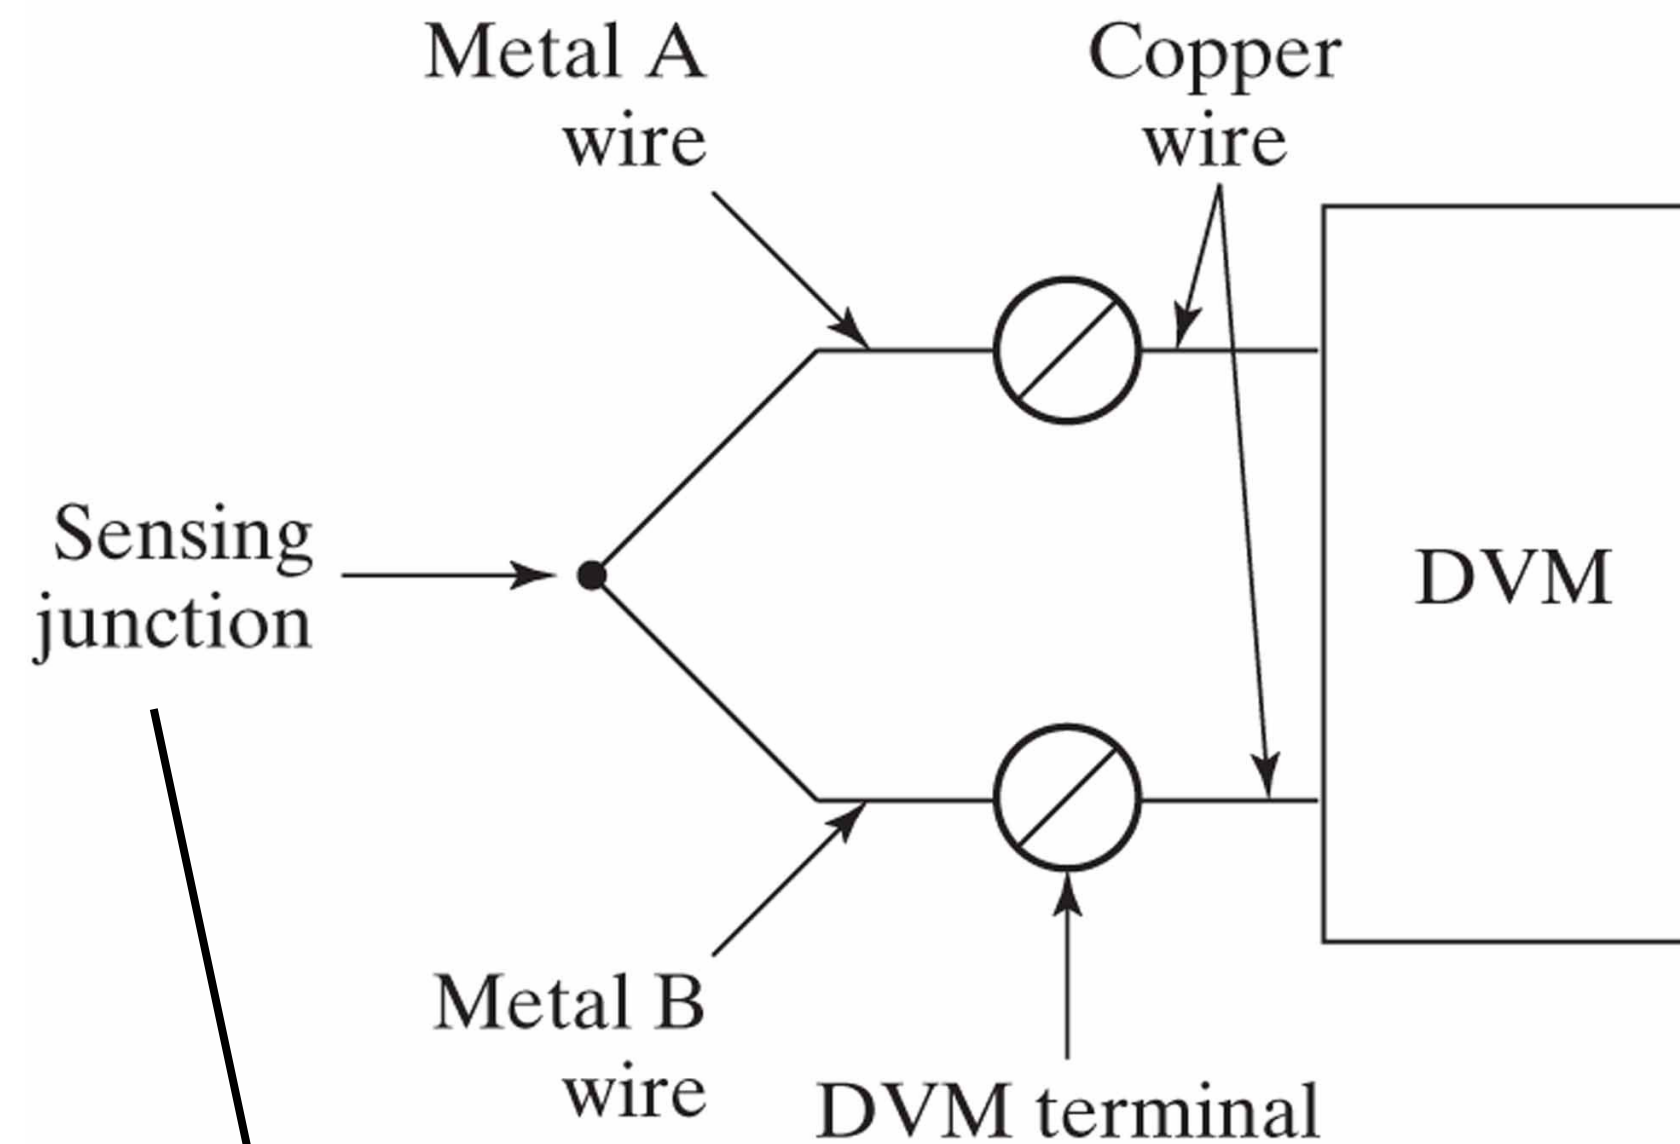 Metal A
wire
Copper
wire
Sensing
junction
DVM
Metal B
wire
DVM terminal